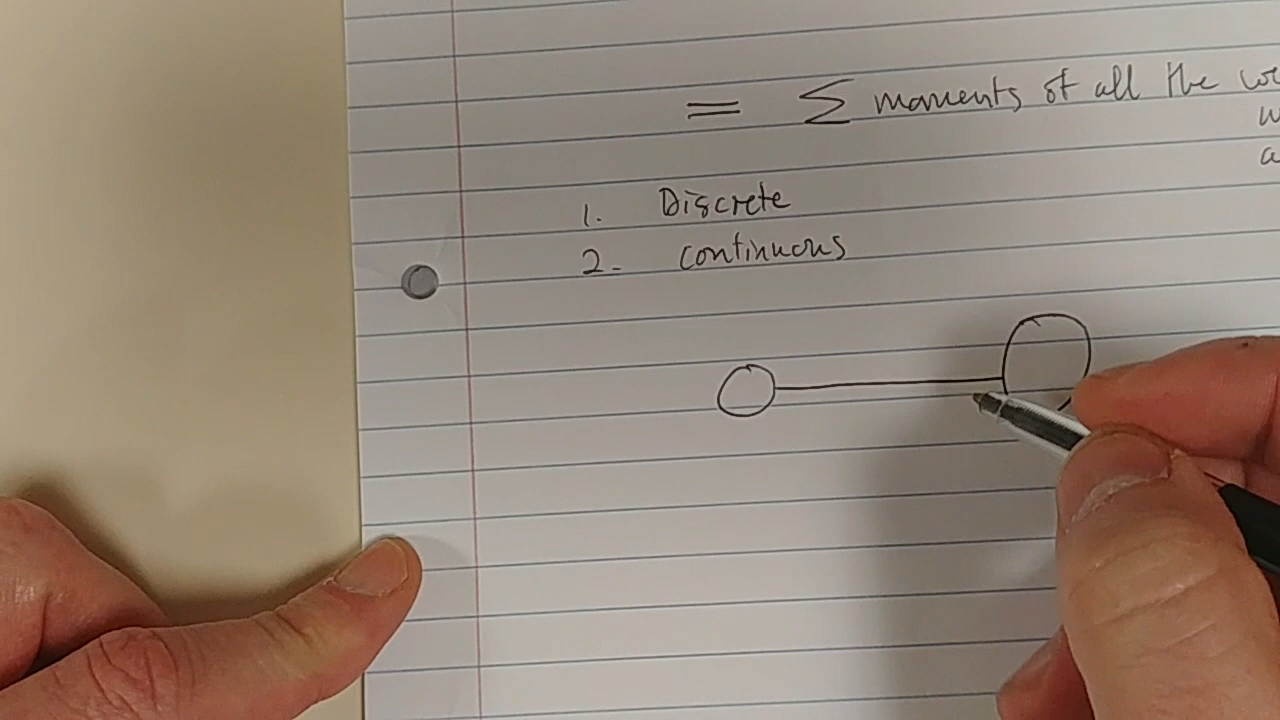 = Σ moments of all the
1. Discrete
2. continuous